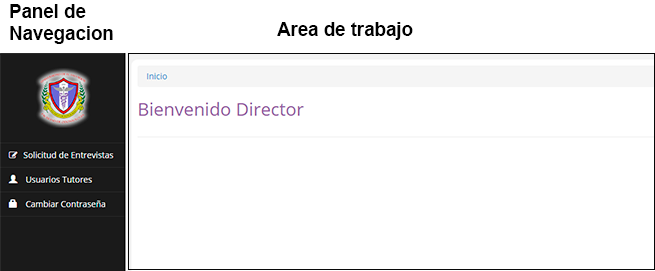 Panel de
Navegacion
Area de trabajo
Inicio
Bienvenido Director
Solicitud de Entrevistas
Usuarios Tutores
Cambiar Contraseña